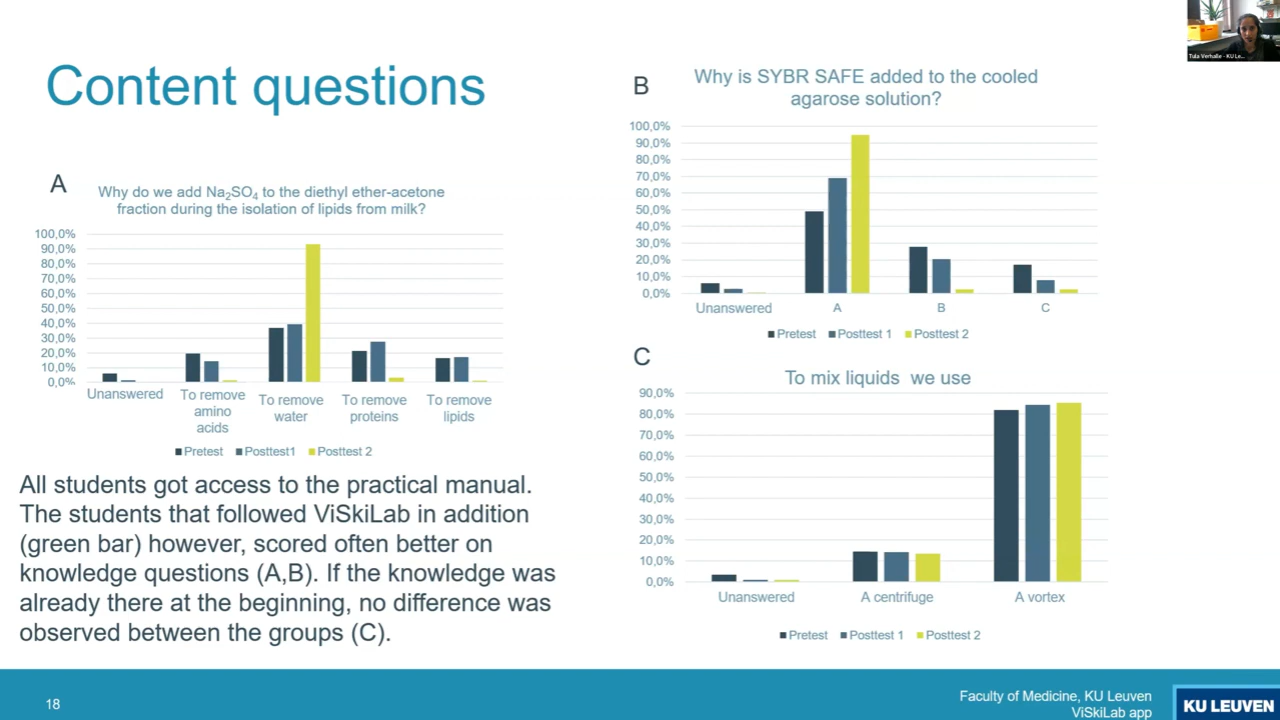 Content questions
A
Why do we add Na₂SO₄ to the diethyl ether-acetone
fraction during the isolation of lipids from milk?
100,0%
90,0%
80,0%
70,0%
60,0%
50,0%
40,0%
30,0%
20,0%
10,0%
0,0%
Unanswered
To remove
amino
acids
To remove
water
To remove
proteins
To remove
lipids
Pretest Posttest1 Posttest 2
All students got access to the practical manual.
The students that followed ViSkiLab in addition
(green bar) however, scored often better on
knowledge questions (A,B). If the knowledge was
already there at the beginning, no difference was
observed between the groups (C).
B
Why is SYBR SAFE added to the cooled
agarose solution?
100,0%
90,0%
80,0%
70,0%
60,0%
50,0%
40,0%
30,0%
20,0%
10,0%
0,0%
Unanswered A B C
Pretest Posttest 1 Posttest 2
C
To mix liquids we use
90,0%
80,0%
70,0%
60,0%
50,0%
40,0%
30,0%
20,0%
10,0%
0,0%
Unanswered A centrifuge A vortex
Pretest Posttest 1 Posttest 2
Tula Verhalle - KU Le...
18
Faculty of Medicine, KU Leuven
ViSkiLab app
KU LEUVEN